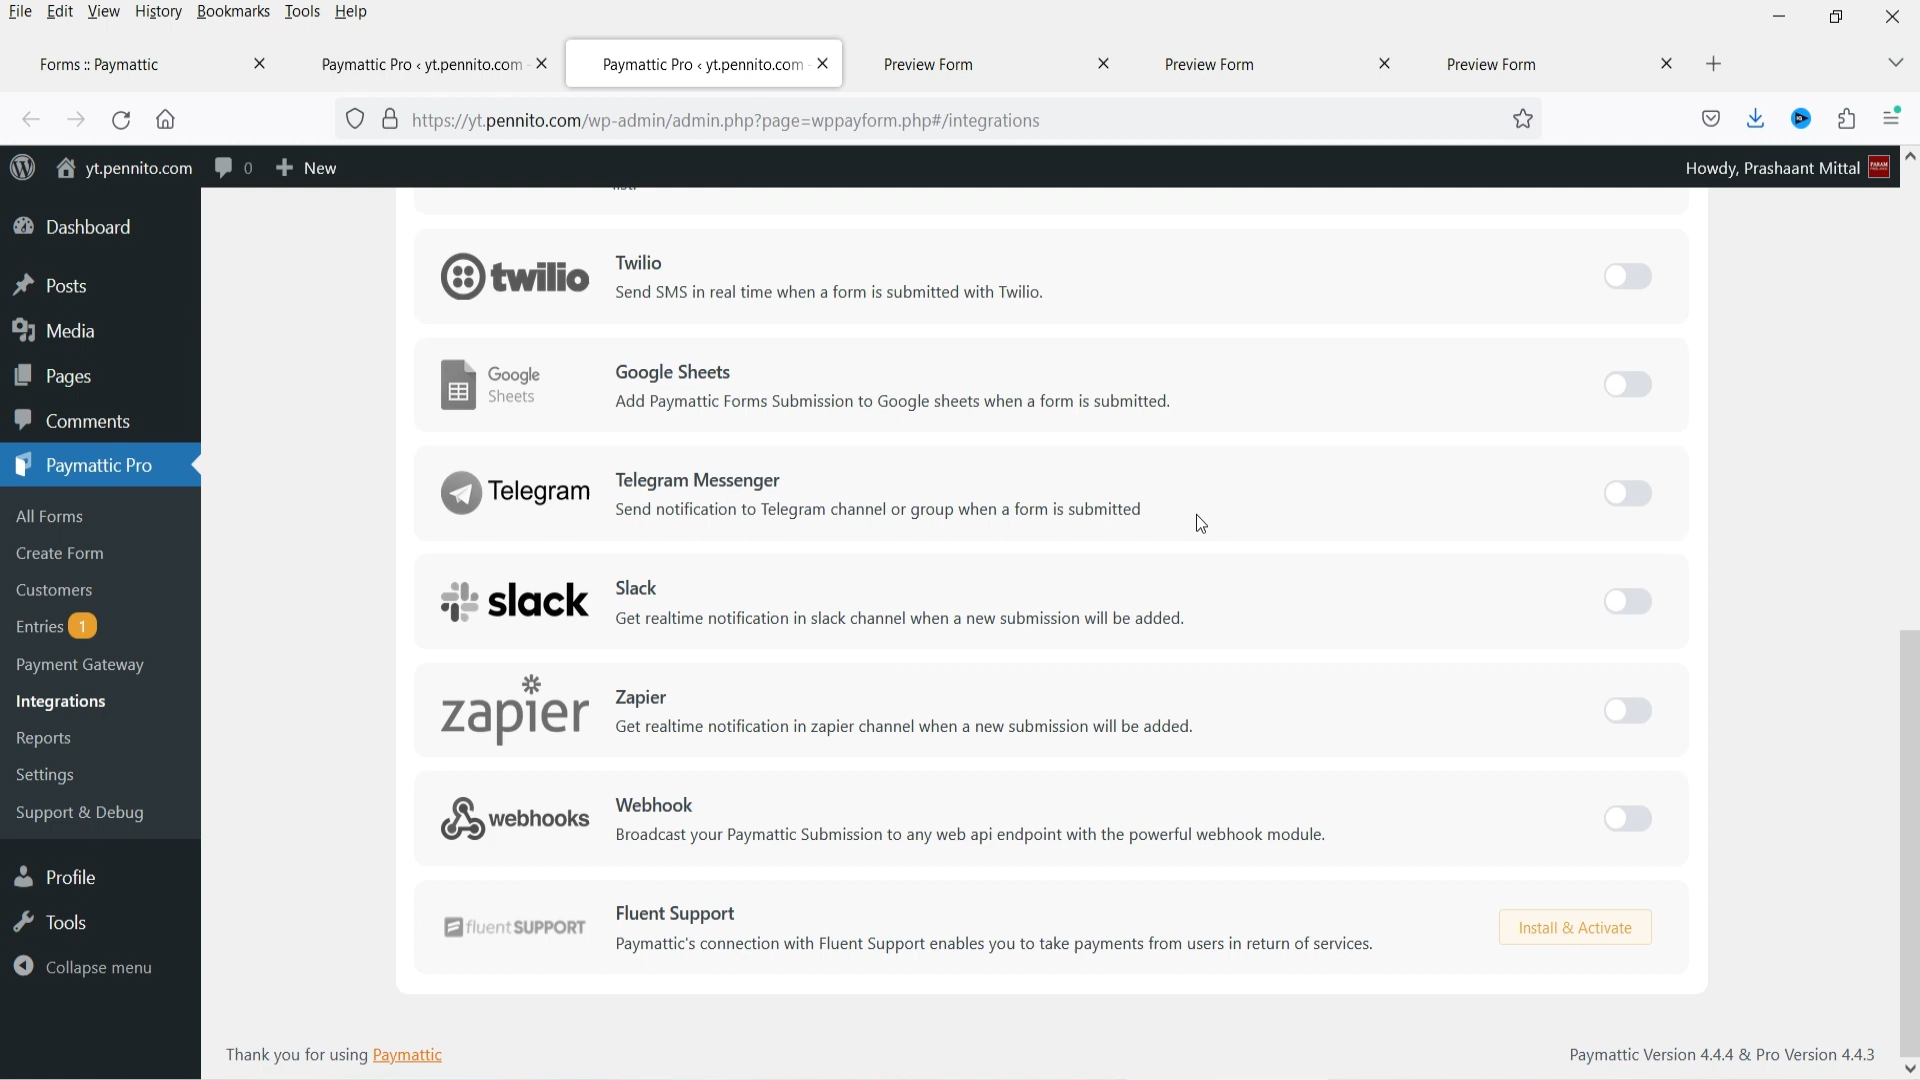 File Edit View History Bookmarks Tools Help
Forms :: Paymattic
Paymattic Pro ‹ yt.pennito.com
Paymattic Pro ‹ yt.pennito.com
Preview Form
Preview Form
Preview Form
https://yt.pennito.com/wp-admin/admin.php?page=wppayform.php#/integrations
yt.pennito.com 0 New
Howdy, Prashaant Mittal
Dashboard
Posts
Media
Pages
Comments
Paymattic Pro
All Forms
Create Form
Customers
Entries 1
Payment Gateway
Integrations
Reports
Settings
Support & Debug
Profile
Tools
Collapse menu
twilio
Twilio
Send SMS in real time when a form is submitted with Twilio.
Google
Sheets
Google Sheets
Add Paymattic Forms Submission to Google sheets when a form is submitted.
Telegram
Telegram Messenger
Send notification to Telegram channel or group when a form is submitted
slack
Slack
Get realtime notification in slack channel when a new submission will be added.
zapier
Zapier
Get realtime notification in zapier channel when a new submission will be added.
webhooks
Webhook
Broadcast your Paymattic Submission to any web api endpoint with the powerful webhook module.
fluent SUPPORT
Fluent Support
Paymattic's connection with Fluent Support enables you to take payments from users in return of services.
Install & Activate
Thank you for using Paymattic
Paymattic Version 4.4.4 & Pro Version 4.4.3